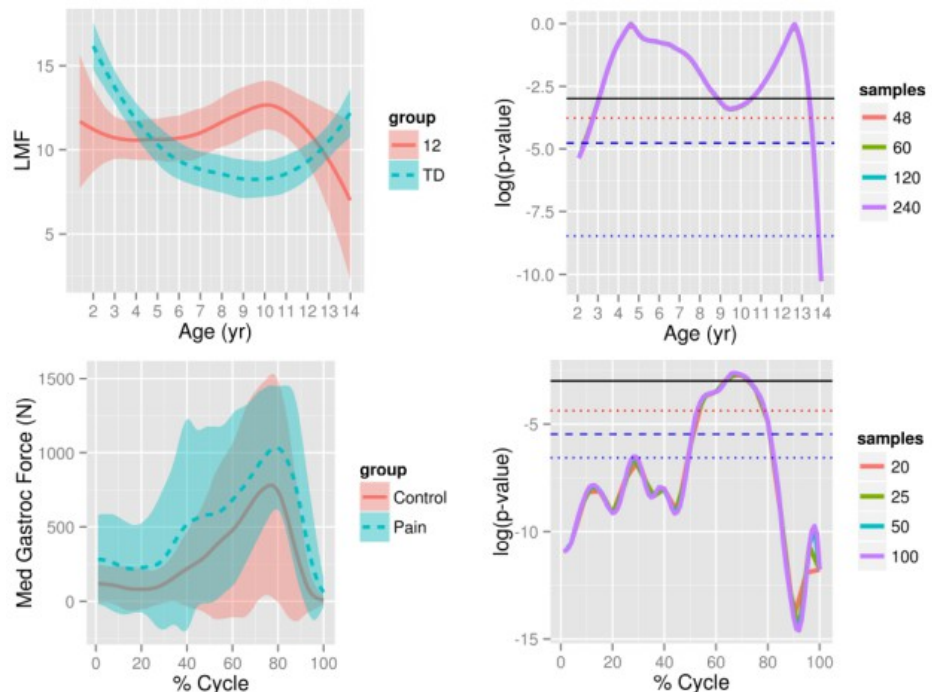 LMF
15
10
5
2 3 4 5 6 7 8 9 10 11 12 13 14
Age (yr)
group
12
TD
log(p-value)
0.0
-2.5
-5.0
-7.5
-10.0
2 3 4 5 6 7 8 9 10 11 12 13 14
Age (yr)
samples
48
60
120
240
Med Gastroc Force (N)
1500
1000
500
0
0 20 40 60 80 100
% Cycle
group
Control
Pain
log(p-value)
-5
-10
-15
0 20 40 60 80 100
% Cycle
samples
20
25
50
100